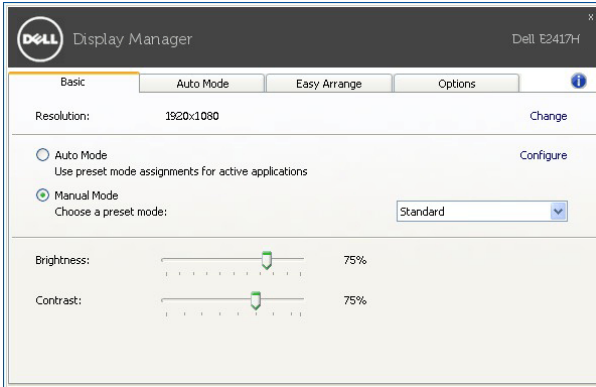 DELL Display Manager Dell E2417H
Basic Auto Mode Easy Arrange Options
Resolution: 1920x1080 Change
Auto Mode Configure
Use preset mode assignments for active applications
Manual Mode
Choose a preset mode: Standard
Brightness: 75%
Contrast: 75%